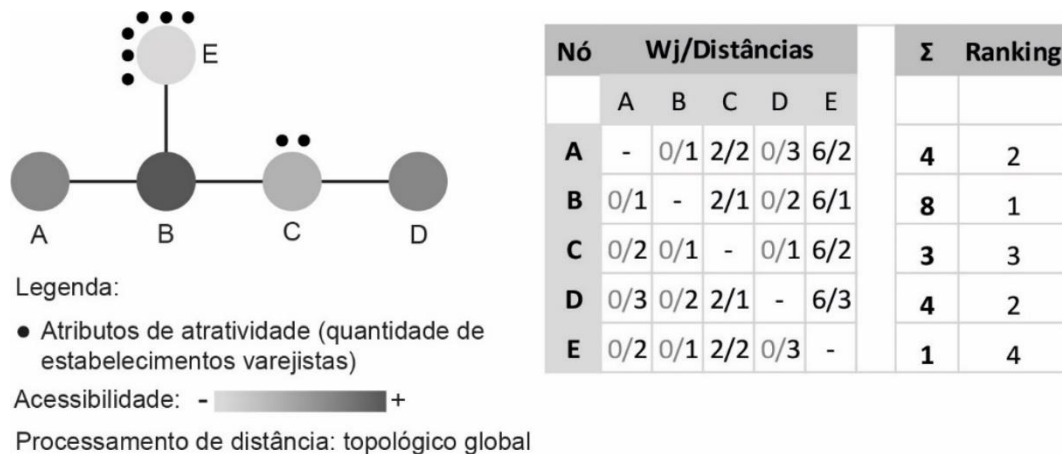 E
A
B
C
D
Legenda:
Atributos de atratividade (quantidade de
estabelecimentos varejistas)
Acessibilidade: - +
Processamento de distância: topológico global
Nó Wj/Distâncias Σ Ranking
A B C D E
A - 0/1 2/2 0/3 6/2 4 2
B 0/1 - 2/1 0/2 6/1 8 1
C 0/2 0/1 - 0/1 6/2 3 3
D 0/3 0/2 2/1 - 6/3 4 2
E 0/2 0/1 2/2 0/3 - 1 4